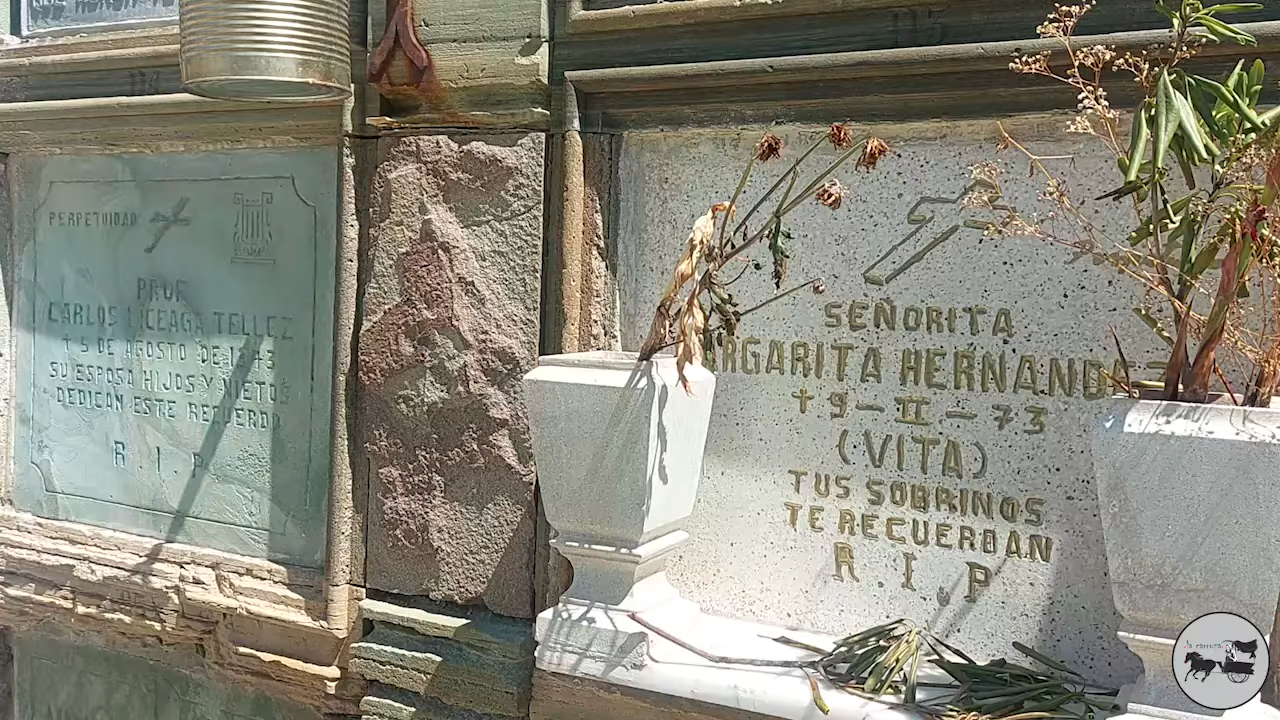 PERPETUIDAD
PROF.
CARLOS LICEAGA TELLEZ
† 5 DE AGOSTO DE 1943
SU ESPOSA HIJOS Y NIETOS
DEDICAN ESTE RECUERDO
R. I. P
SEÑORITA
ARGARITA HERNAND
† 9-II-73
(VITA)
TUS SOBRINOS
TE RECUERDAN
R. I. P